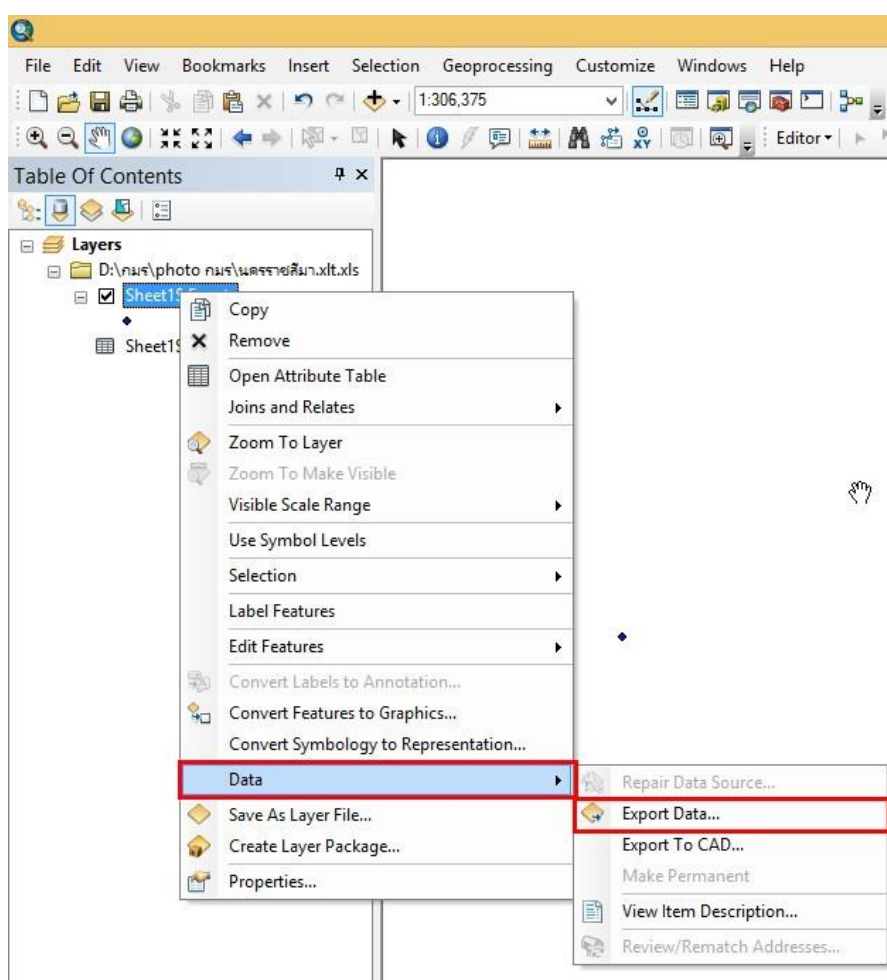 File Edit View Bookmarks Insert Selection Geoprocessing Customize Windows Help
1:306,375
Editor
Table Of Contents
Layers
D:\กมร\photo กมร\นครราชสีมา.xlt.xls
Sheet1$
Sheet1$
Copy
Remove
Open Attribute Table
Joins and Relates
Zoom To Layer
Zoom To Make Visible
Visible Scale Range
Use Symbol Levels
Selection
Label Features
Edit Features
Convert Labels to Annotation...
Convert Features to Graphics...
Convert Symbology to Representation...
Data
Save As Layer File...
Create Layer Package...
Properties...
Repair Data Source...
Export Data...
Export To CAD...
Make Permanent
View Item Description...
Review/Rematch Addresses...